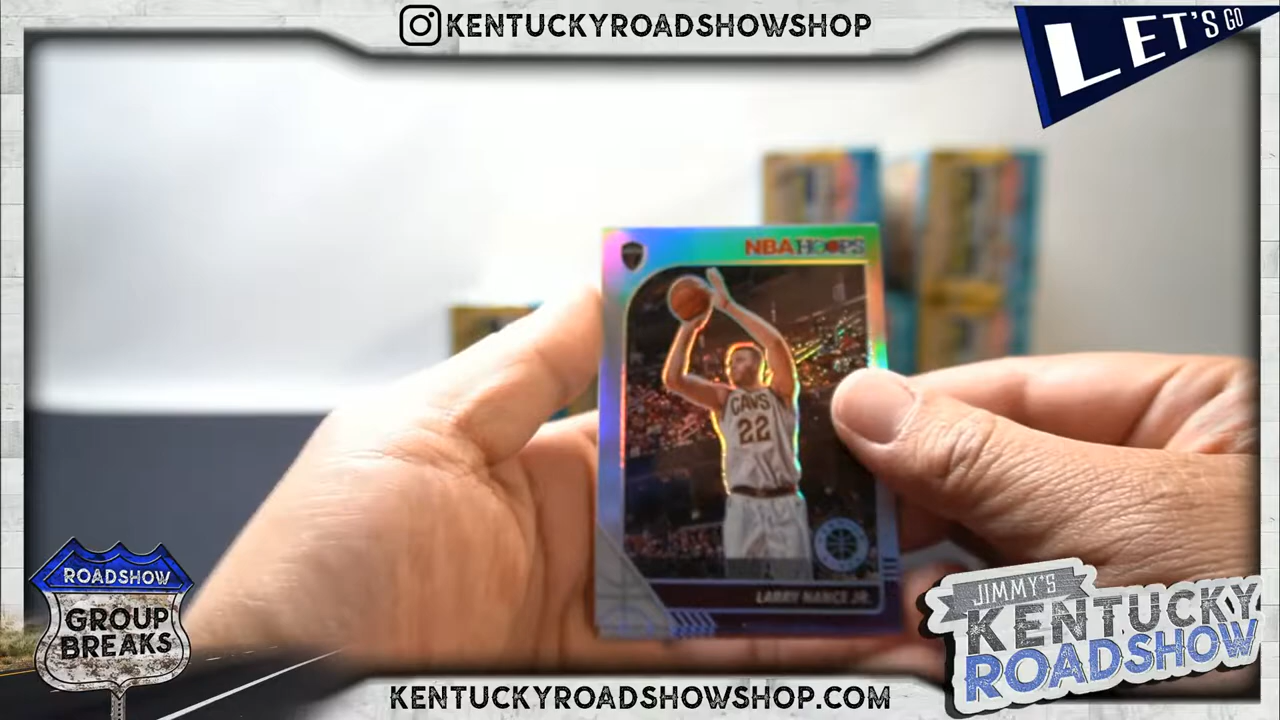 KENTUCKYROADSHOWSHOP
LET'S GO
NBA HOOPS
CAVS
22
LARRY NANCE JR.
ROADSHOW
GROUP
BREAKS
JIMMY'S
KENTUCKY
ROADSHOW
KENTUCKYROADSHOWSHOP.COM